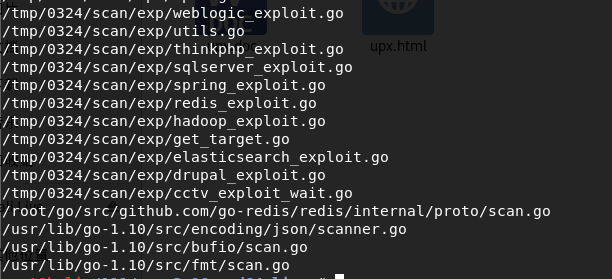 /tmp/0324/scan/exp/weblogic_exploit.go
/tmp/0324/scan/exp/utils.go
upx.html
/tmp/0324/scan/exp/thinkphp_exploit.go
/tmp/0324/scan/exp/sqlserver_exploit.go
/tmp/0324/scan/exp/spring_exploit.go
/tmp/0324/scan/exp/redis_exploit.go
/tmp/0324/scan/exp/hadoop_exploit.go
/tmp/0324/scan/exp/get_target.go
/tmp/0324/scan/exp/elasticsearch_exploit.go
/tmp/0324/scan/exp/drupal_exploit.go
/tmp/0324/scan/exp/cctv_exploit_wait.go
/root/go/src/github.com/go-redis/redis/internal/proto/scan.go
/usr/lib/go-1.10/src/encoding/json/scanner.go
/usr/lib/go-1.10/src/bufio/scan.go
/usr/lib/go-1.10/src/fmt/scan.go